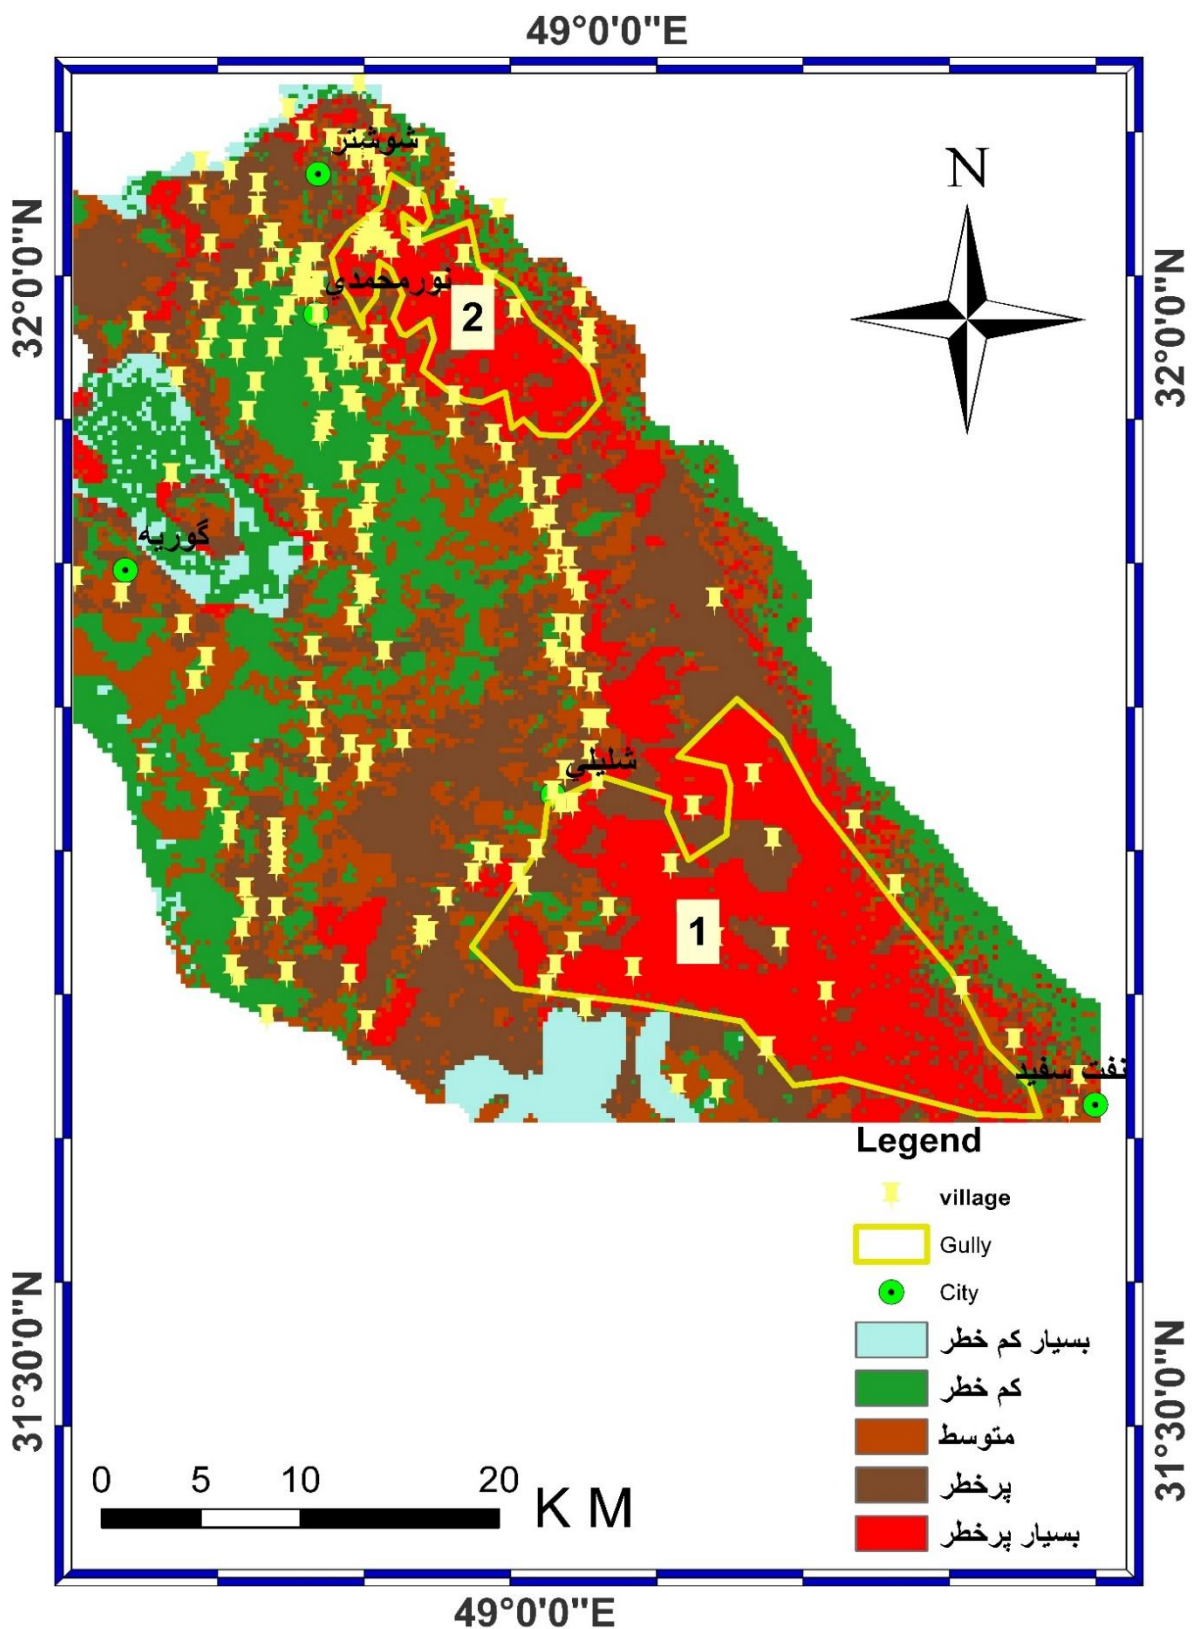 49°0'0"E
N
شوشتر
32°0'0"N
32°0'0"N
نورمحمدي
2
گوریه
شلیلي
1
نفت سفید
Legend
village
Gully
City
بسیار کم خطر
کم خطر
متوسط
پرخطر
بسیار پرخطر
31°30'0"N
31°30'0"N
0 5 10 20
K M
49°0'0"E